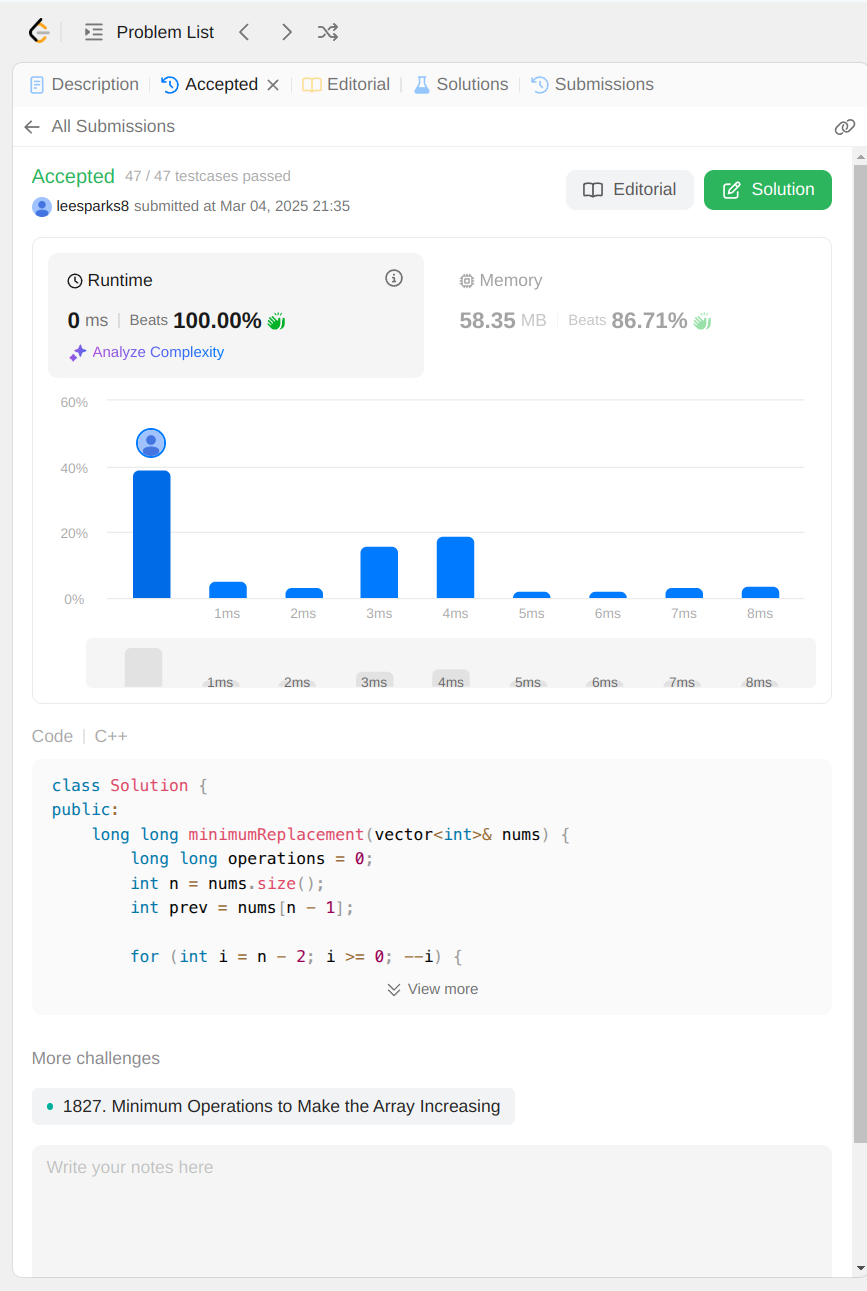 Problem List
Description Accepted Editorial Solutions Submissions
All Submissions
Accepted 47 / 47 testcases passed
leesparks8 submitted at Mar 04, 2025 21:35
Editorial Solution
Runtime
0 ms Beats 100.00%
Analyze Complexity
Memory
58.35 MB Beats 86.71%
60%
40%
20%
0%
1ms 2ms 3ms 4ms 5ms 6ms 7ms 8ms
1ms 2ms 3ms 4ms 5ms 6ms 7ms 8ms
Code | C++
class Solution {
public:
    long long minimumReplacement(vector<int>& nums) {
        long long operations = 0;
        int n = nums.size();
        int prev = nums[n - 1];
        for (int i = n - 2; i >= 0; --i) {
View more
More challenges
1827. Minimum Operations to Make the Array Increasing
Write your notes here